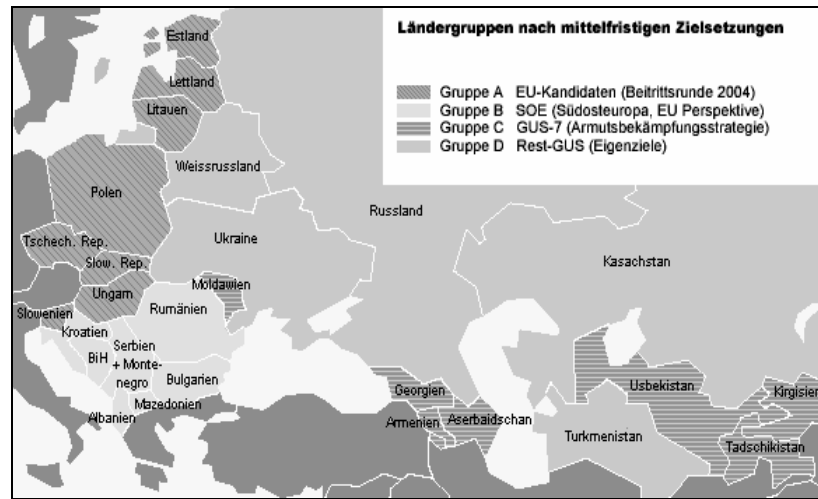 Ländergruppen nach mittelfristigen Zielsetzungen
Gruppe A EU-Kandidaten (Beitrittsrunde 2004)
Gruppe B SOE (Südosteuropa, EU Perspektive)
Gruppe C GUS-7 (Armutsbekämpfungsstrategie)
Gruppe D Rest-GUS (Eigenziele)
Estland
Lettland
Litauen
Weissrussland
Polen
Russland
Ukraine
Tschech. Rep.
Slow. Rep.
Kasachstan
Moldawien
Ungarn
Rumänien
Slowenien
Kroatien
Serbien
+ Monte-
negro
BiH
Bulgarien
Mazedonien
Albanien
Georgien
Armenien
Aserbaidschan
Usbekistan
Kirgisien
Turkmenistan
Tadschikistan